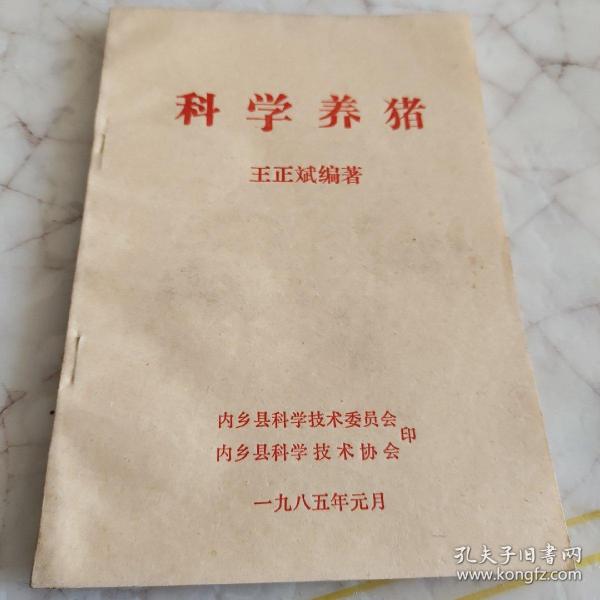 科学养猪
王正斌编著
内乡县科学技术委员会
内乡县科学技术协会
印
一九八五年元月
孔夫子旧书网
www.kongfz.com